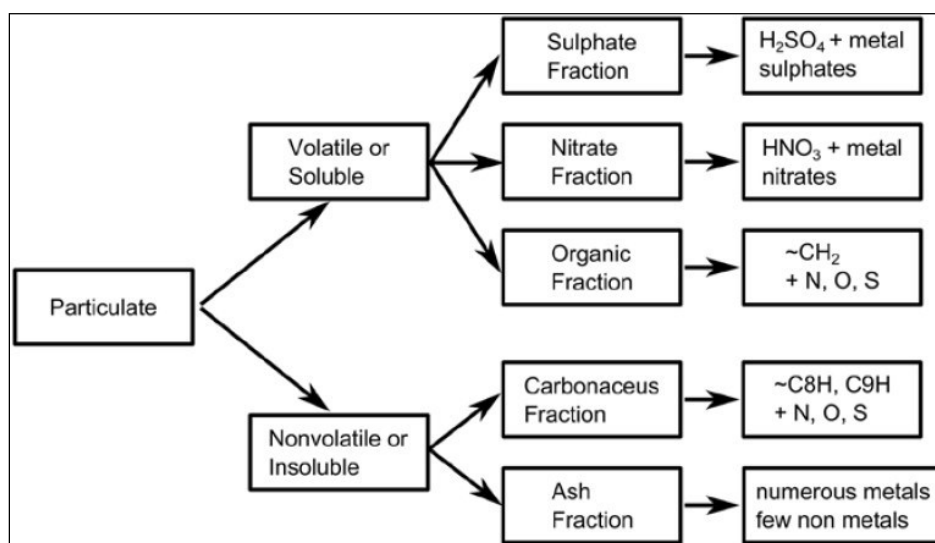 Particulate
Volatile or
Soluble
Nonvolatile or
Insoluble
Sulphate
Fraction
Nitrate
Fraction
Organic
Fraction
Carbonaceus
Fraction
Ash
Fraction
H₂SO₄ + metal
sulphates
HNO₃ + metal
nitrates
~CH₂
+ N, O, S
~C8H, C9H
+ N, O, S
numerous metals
few non metals